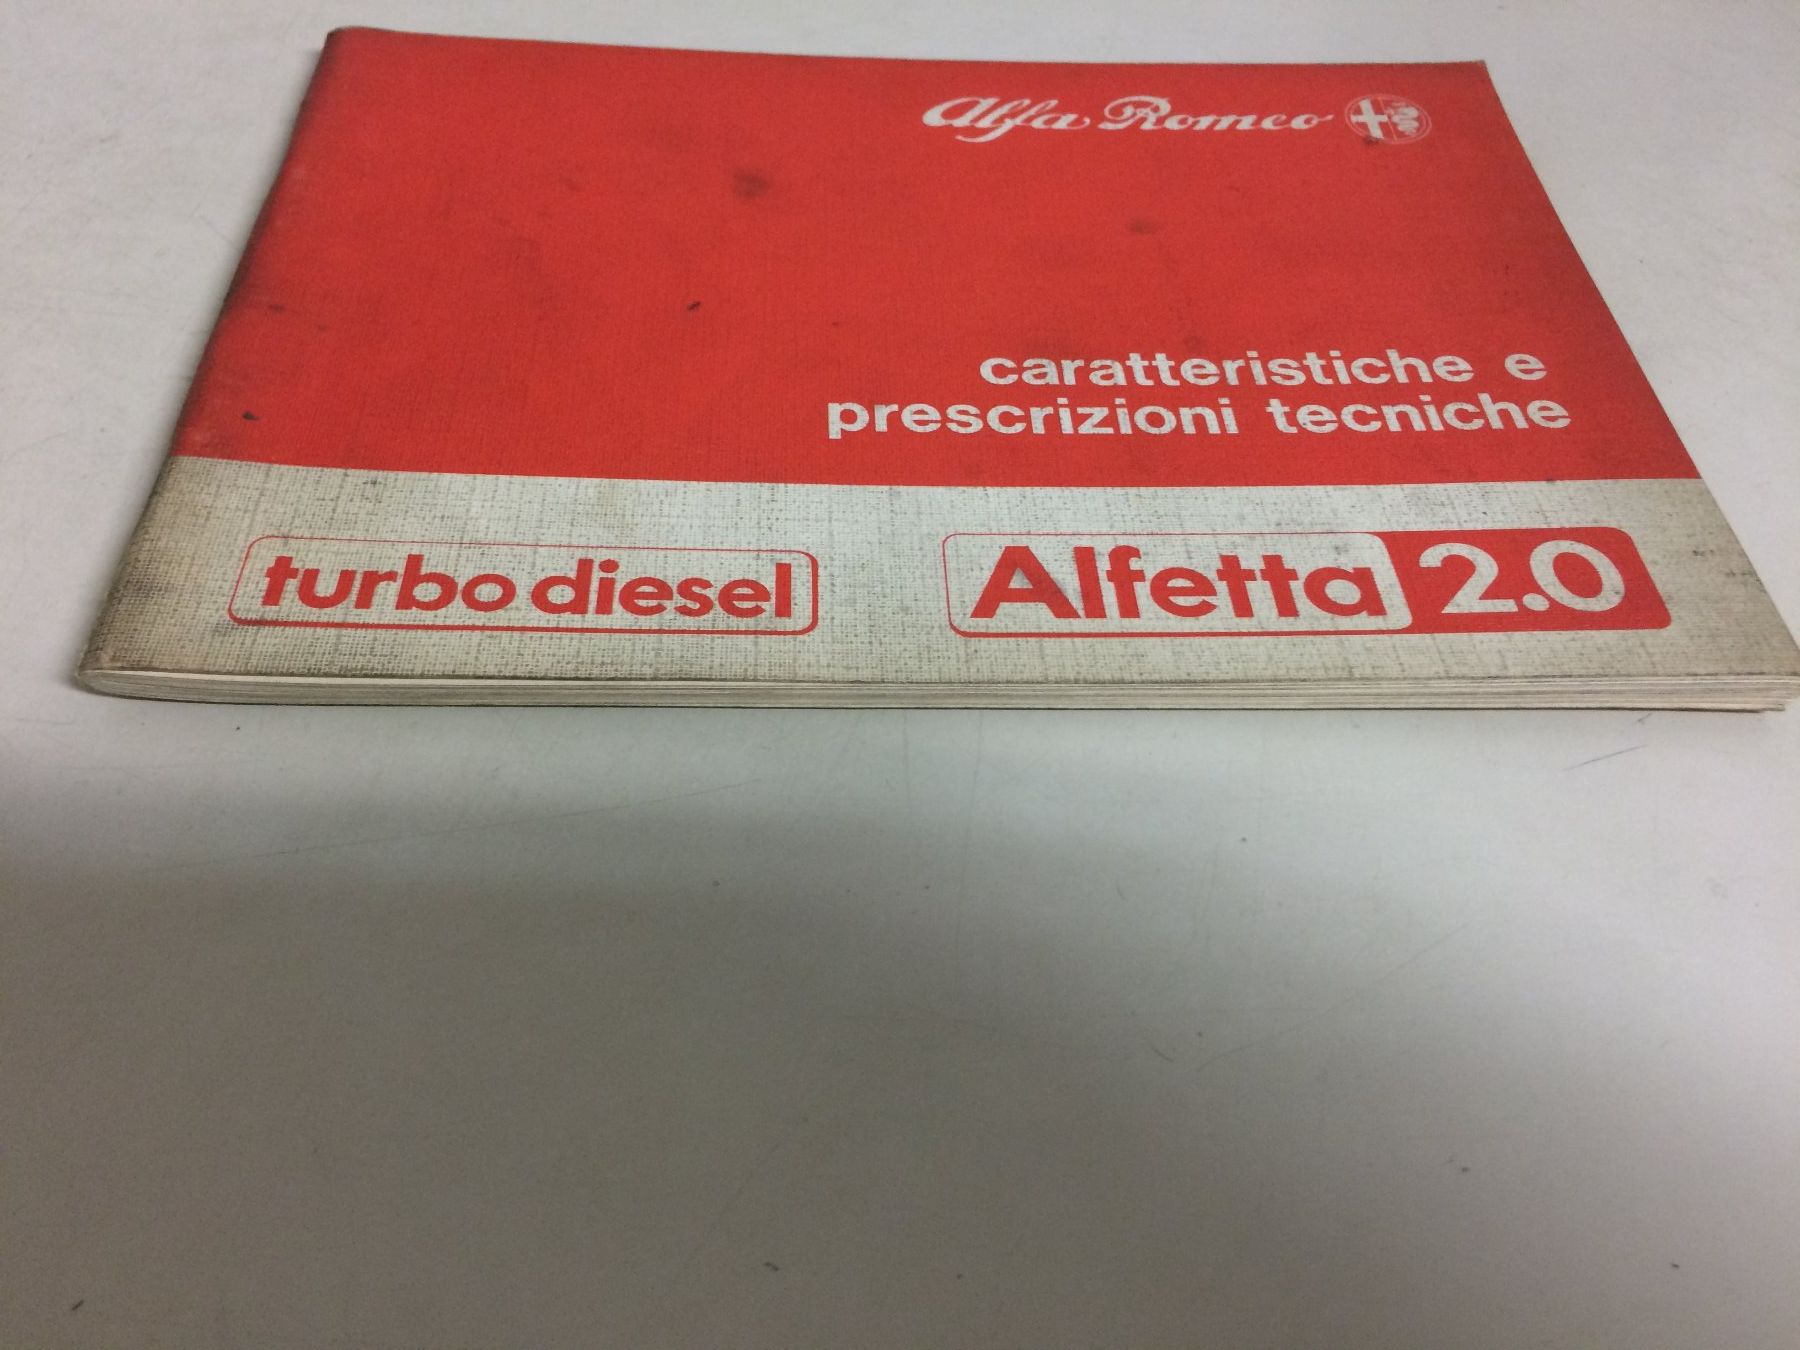 Alfa Romeo
caratteristiche e
prescrizioni tecniche
turbo diesel
Alfetta 2.0